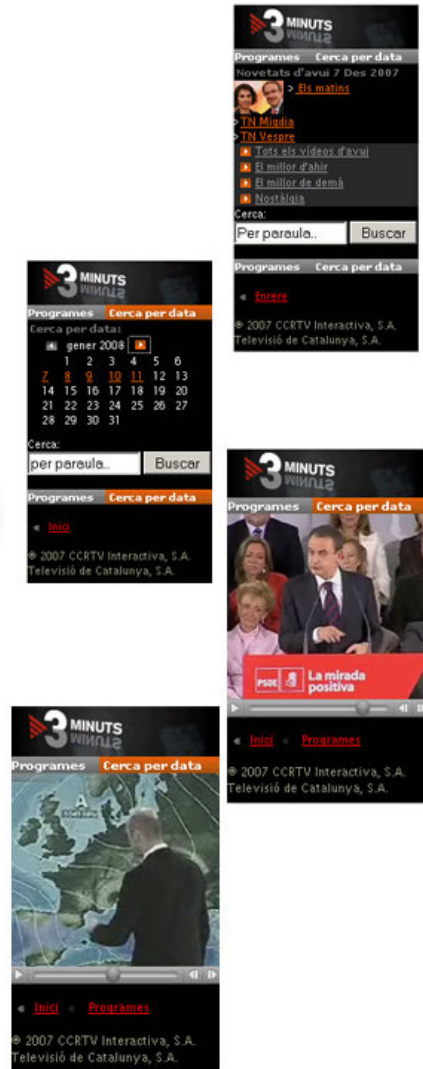 3 MINUTS
Programes Cerca per data
Novetats d'avui 7 Des 2007
> Els matins
> TN Migdia
> TN Vespre
Tots els vídeos d'avui
El millor d'ahir
El millor de demà
Nostàlgia
Cerca:
Per paraula.. Buscar
Programes Cerca per data
Enrere
© 2007 CCRTV Interactiva, S.A.
Televisió de Catalunya, S.A.
3 MINUTS
Programes Cerca per data
Cerca per data:
gener 2008
1 2 3 4 5 6
7 8 9 10 11 12 13
14 15 16 17 18 19 20
21 22 23 24 25 26 27
28 29 30 31
Cerca:
per paraula.. Buscar
Programes Cerca per data
Inici
© 2007 CCRTV Interactiva, S.A.
Televisió de Catalunya, S.A.
3 MINUTS
Programes Cerca per data
PSOE La mirada
positiva
Inici Programes
© 2007 CCRTV Interactiva, S.A.
Televisió de Catalunya, S.A.
3 MINUTS
Programes Cerca per data
A
Inici Programes
© 2007 CCRTV Interactiva, S.A.
Televisió de Catalunya, S.A.